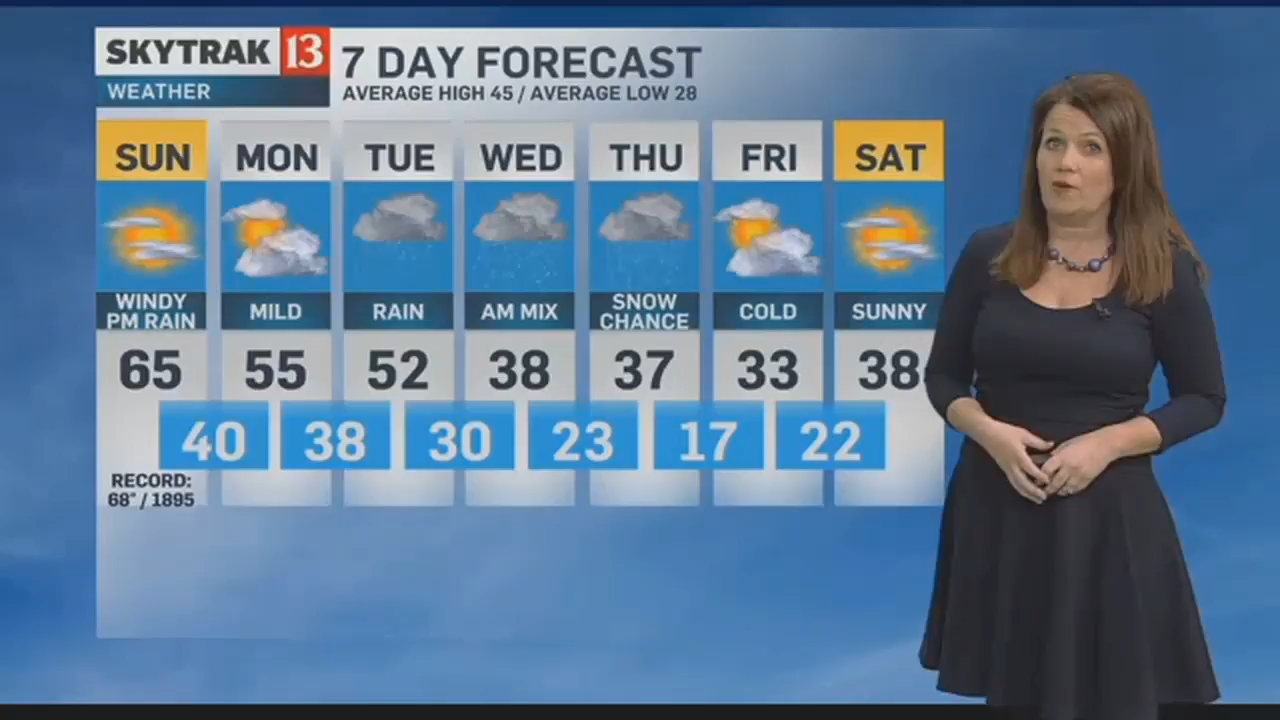 SKYTRAK 13
WEATHER
7 DAY FORECAST
AVERAGE HIGH 45 / AVERAGE LOW 28
SUN MON TUE WED THU FRI SAT
WINDY
PM RAIN
MILD
RAIN
AM MIX
SNOW
CHANCE
COLD
SUNNY
65 55 52 38 37 33 38
40 38 30 23 17 22
RECORD:
68° / 1895